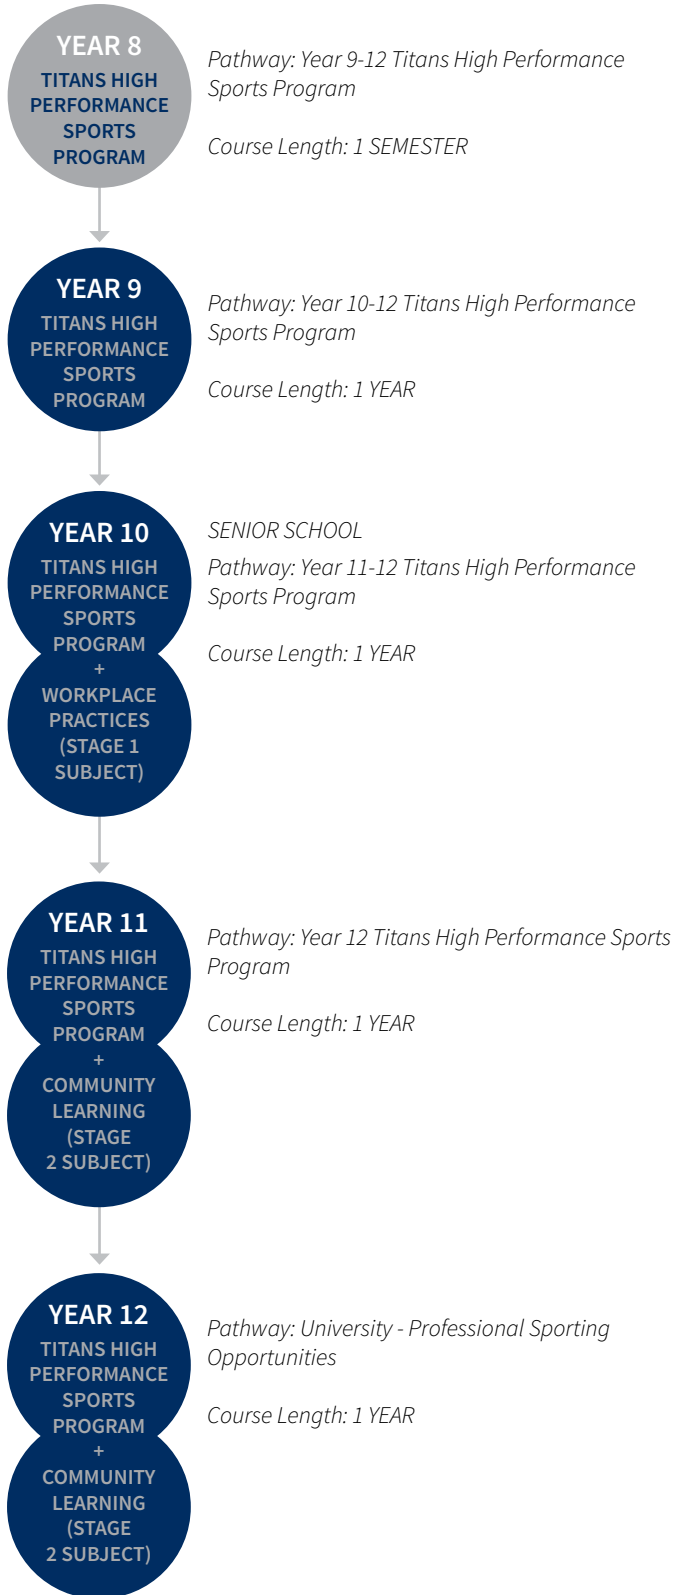 YEAR 8
TITANS HIGH
PERFORMANCE
SPORTS
PROGRAM
Pathway: Year 9-12 Titans High Performance
Sports Program
Course Length: 1 SEMESTER
YEAR 9
TITANS HIGH
PERFORMANCE
SPORTS
PROGRAM
Pathway: Year 10-12 Titans High Performance
Sports Program
Course Length: 1 YEAR
YEAR 10
TITANS HIGH
PERFORMANCE
SPORTS
PROGRAM
+
WORKPLACE
PRACTICES
(STAGE 1
SUBJECT)
SENIOR SCHOOL
Pathway: Year 11-12 Titans High Performance
Sports Program
Course Length: 1 YEAR
YEAR 11
TITANS HIGH
PERFORMANCE
SPORTS
PROGRAM
+
COMMUNITY
LEARNING
(STAGE
2 SUBJECT)
Pathway: Year 12 Titans High Performance Sports
Program
Course Length: 1 YEAR
YEAR 12
TITANS HIGH
PERFORMANCE
SPORTS
PROGRAM
+
COMMUNITY
LEARNING
(STAGE
2 SUBJECT)
Pathway: University - Professional Sporting
Opportunities
Course Length: 1 YEAR